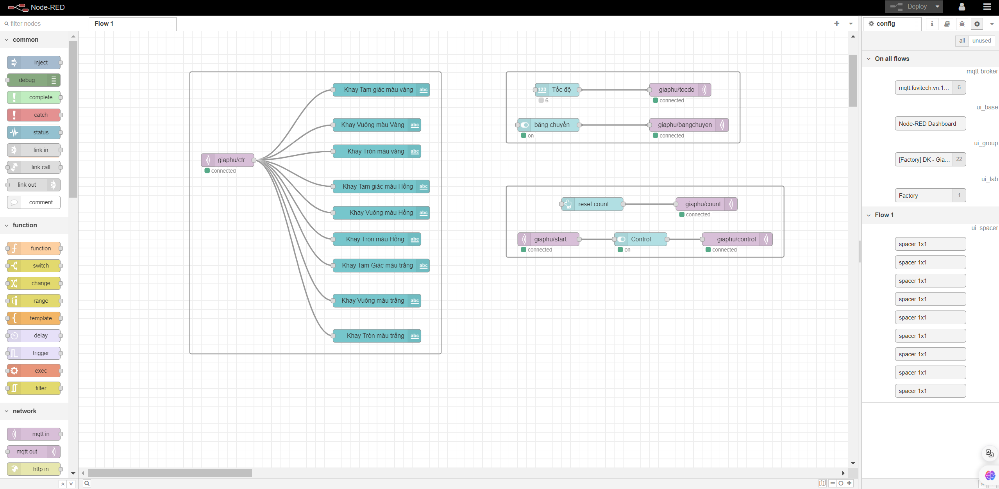 Node-RED
Deploy
filter nodes
Flow 1
config
all
unused
common
inject
debug
complete
catch
status
link in
link call
link out
comment
function
function
switch
change
range
template
delay
trigger
exec
filter
network
mqtt in
mqtt out
http in
giaphu/ctr
connected
Khay Tam giác màu vàng
abc
Khay Vuông màu Vàng
abc
Khay Tròn màu vàng
abc
Khay Tam giác màu Hồng
abc
Khay Vuông màu Hồng
abc
Khay Tròn màu Hồng
abc
Khay Tam Giác màu trắng
abc
Khay Vuông màu trắng
abc
Khay Tròn màu trắng
abc
123
Tốc độ
6
giaphu/tocdo
connected
băng chuyền
on
giaphu/bangchuyen
connected
reset count
giaphu/count
connected
giaphu/start
connected
Control
on
giaphu/control
connected
On all flows
mqtt-broker
mqtt.fuvitech.vn:1... 6
ui_base
Node-RED Dashboard
ui_group
[Factory] DK - Gia... 22
ui_tab
Factory 1
Flow 1
ui_spacer
spacer 1x1
spacer 1x1
spacer 1x1
spacer 1x1
spacer 1x1
spacer 1x1
spacer 1x1
spacer 1x1
spacer 1x1